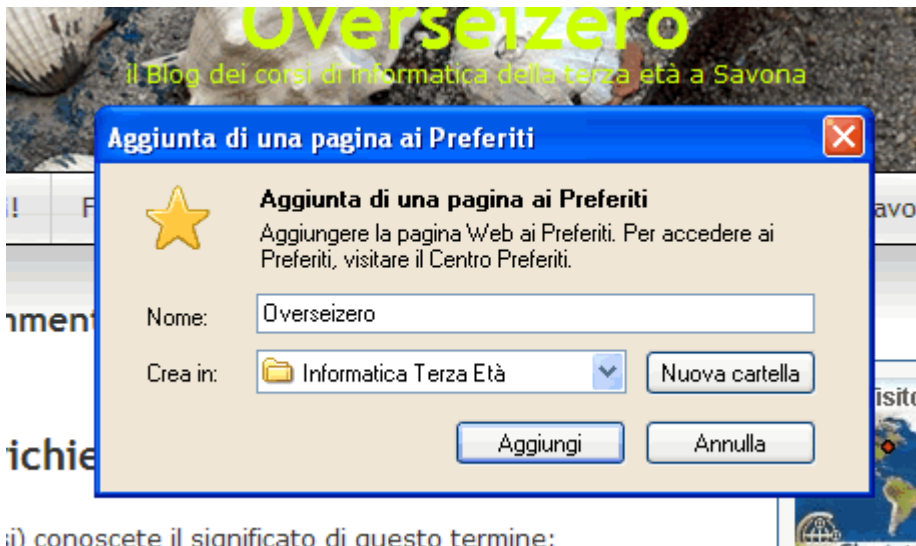 Overseizero
il Blog dei corsi di informatica della terza età a Savona
Aggiunta di una pagina ai Preferiti
Aggiunta di una pagina ai Preferiti
Aggiungere la pagina Web ai Preferiti. Per accedere ai
Preferiti, visitare il Centro Preferiti.
Nome:
Overseizero
Crea in:
Informatica Terza Età
Nuova cartella
Aggiungi
Annulla
si) conoscete il significato di questo termine: